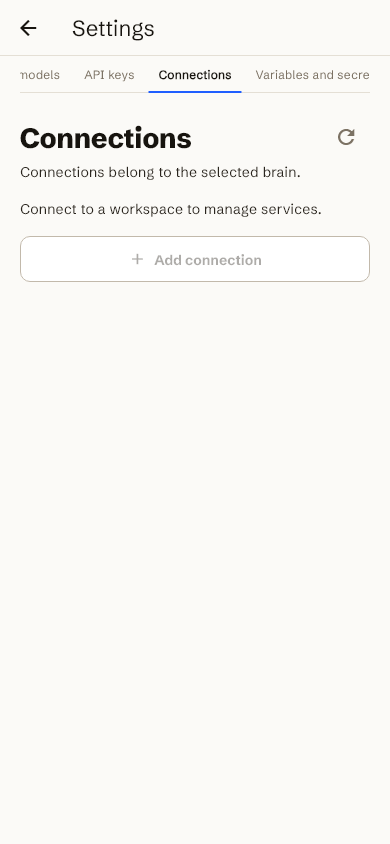 Settings
models API keys Connections Variables and secre
Connections
Connections belong to the selected brain.
Connect to a workspace to manage services.
+ Add connection